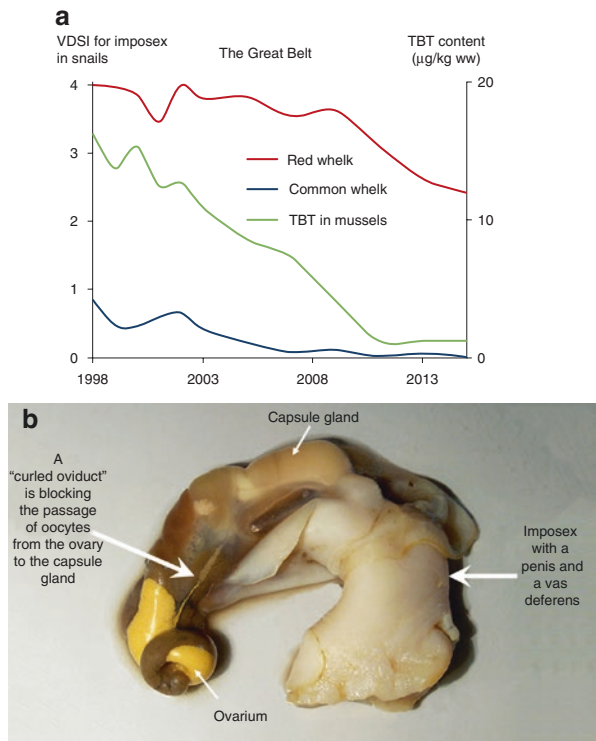 a
VDSI for imposex
in snails
The Great Belt
TBT content
(µg/kg ww)
4
3
2
1
0
20
10
0
Red whelk
Common whelk
TBT in mussels
1998
2003
2008
2013
b
Capsule gland
A
“curled oviduct”
is blocking
the passage
of oocytes
from the ovary
to the capsule
gland
Imposex
with a
penis and
a vas
deferens
Ovarium